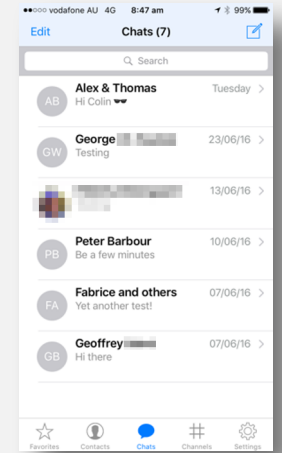 vodafone AU 4G 8:47 am 99%
Edit Chats (7)
Search
AB Alex & Thomas Tuesday
Hi Colin 🕶
GW George 23/06/16
Testing
13/06/16
PB Peter Barbour 10/06/16
Be a few minutes
FA Fabrice and others 07/06/16
Yet another test!
GB Geoffrey 07/06/16
Hi there
Favorites Contacts Chats Channels Settings